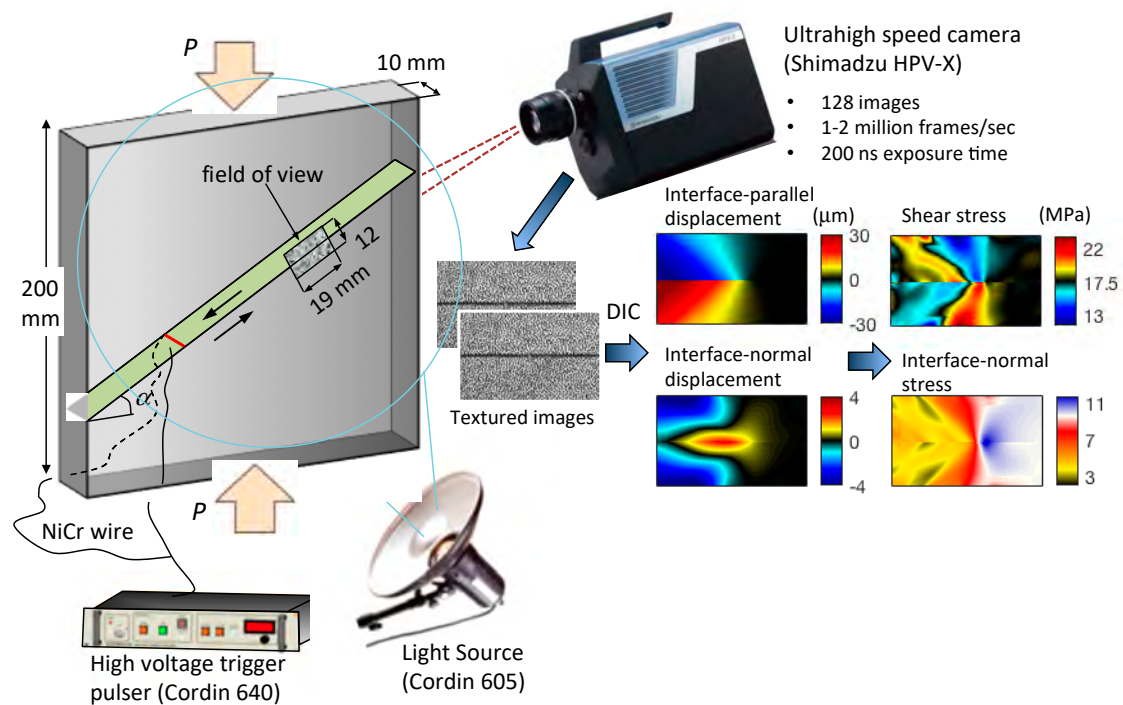 P
10 mm
Ultrahigh speed camera
(Shimadzu HPV-X)
• 128 images
• 1-2 million frames/sec
• 200 ns exposure time
HPV-X
field of view
12
19 mm
200
mm
α
P
NiCr wire
High voltage trigger
pulser (Cordin 640)
Light Source
(Cordin 605)
Textured images
DIC
Interface-parallel
displacement
(μm)
30
0
-30
Shear stress
(MPa)
22
17.5
13
Interface-normal
displacement
4
0
-4
Interface-normal
stress
11
7
3